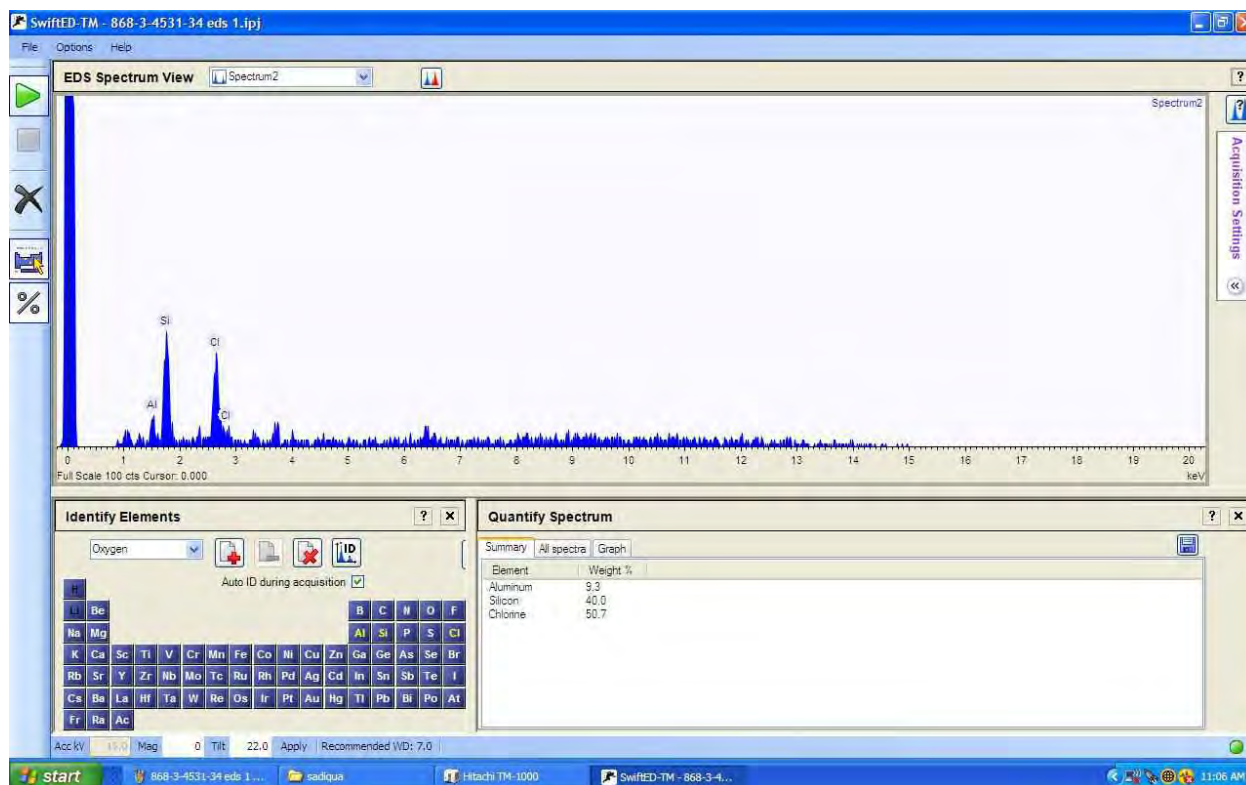 SwiftED-TM - 868-3-4531-34 eds 1.ipj
File Options Help
EDS Spectrum View Spectrum2
?
Spectrum2
Acquisition Settings
Si
Cl
Al
Cl
0 1 2 3 4 5 6 7 8 9 10 11 12 13 14 15 16 17 18 19 20
Full Scale 100 cts Cursor: 0.000
keV
Identify Elements ?
Oxygen
ID
Auto ID during acquisition
H
Li Be B C N O F
Na Mg Al Si P S Cl
K Ca Sc Ti V Cr Mn Fe Co Ni Cu Zn Ga Ge As Se Br
Rb Sr Y Zr Nb Mo Tc Ru Rh Pd Ag Cd In Sn Sb Te I
Cs Ba La Hf Ta W Re Os Ir Pt Au Hg Tl Pb Bi Po At
Fr Ra Ac
Quantify Spectrum ?
Summary All spectra Graph
Element Weight %
Aluminum 9.3
Silicon 40.0
Chlorine 50.7
Acc kV 15.0 Mag 0 Tilt 22.0 Apply Recommended WD: 7.0
start 868-3-4531-34 eds 1 ... sadiqua Hitachi TM-1000 SwiftED-TM - 868-3-4... 11:06 AM